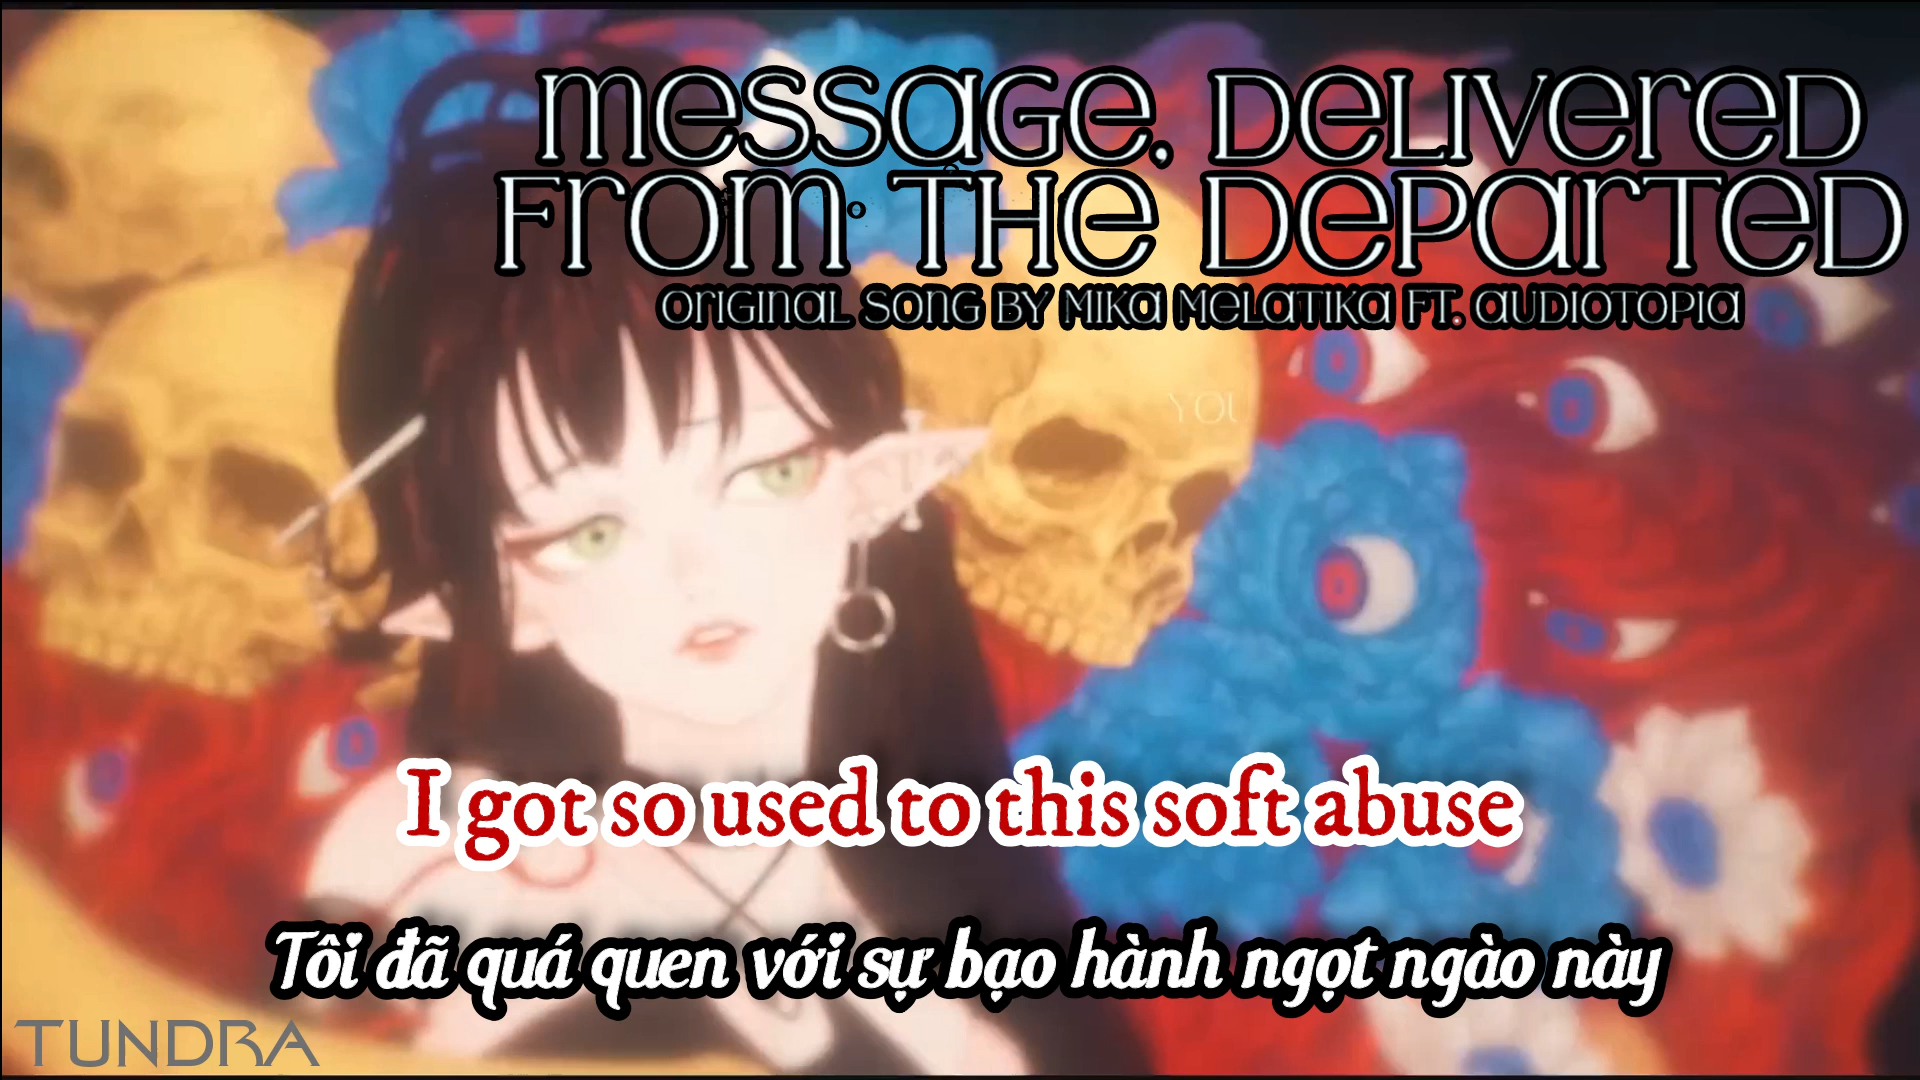 Message, Delivered
From The Departed
Original Song by Mika Melatika ft. Audiotopia
YOU
I got so used to this soft abuse
Tôi đã quá quen với sự bạo hành ngọt ngào này
TUNDRA